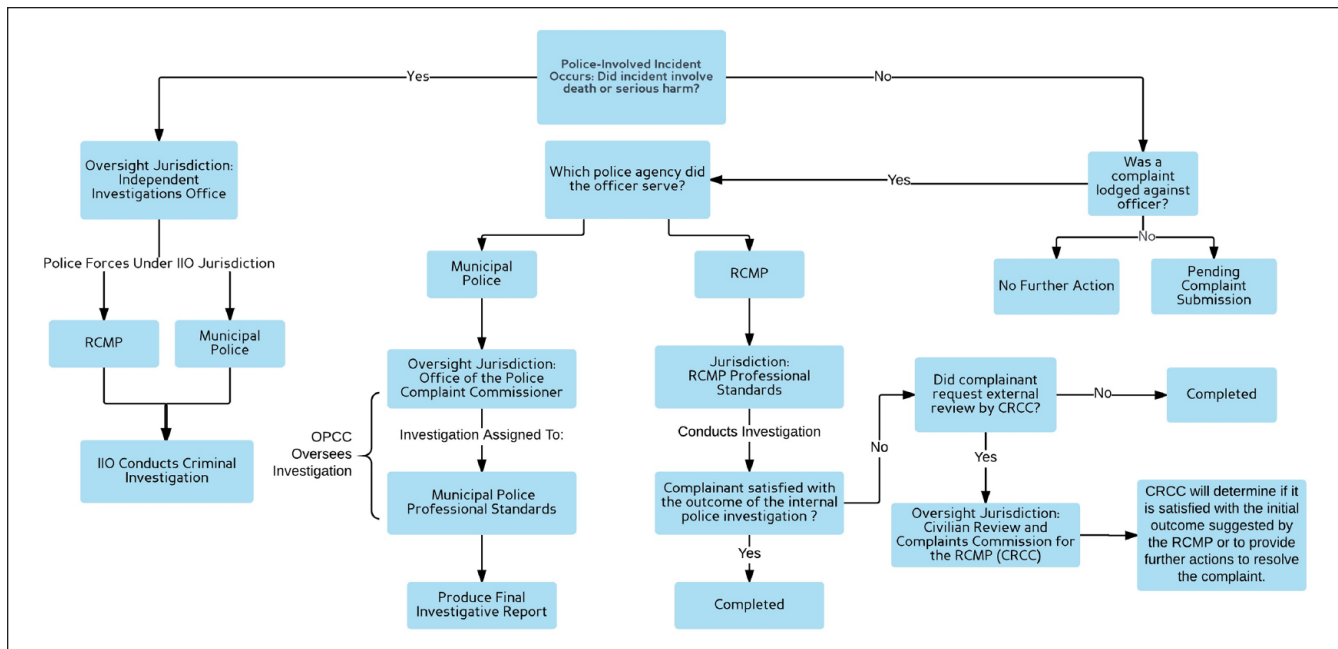 Police-Involved Incident
Occurs: Did incident involve
death or serious harm?
Yes
No
Oversight Jurisdiction:
Independent
Investigations Office
Which police agency did
the officer serve?
Yes
Was a
complaint
lodged against
officer?
No
Police Forces Under IIO Jurisdiction
Municipal
Police
RCMP
No Further Action
Pending
Complaint
Submission
RCMP
Municipal
Police
Oversight Jurisdiction:
Office of the Police
Complaint Commissioner
Jurisdiction:
RCMP Professional
Standards
Did complainant
request external
review by CRCC?
No
Completed
OPCC
Oversees
Investigation
Investigation Assigned To:
Conducts Investigation
No
Yes
IIO Conducts Criminal
Investigation
Municipal Police
Professional Standards
Complainant satisfied with
the outcome of the internal
police investigation ?
Oversight Jurisdiction:
Civilian Review and
Complaints Commission for
the RCMP (CRCC)
CRCC will determine if it
is satisfied with the initial
outcome suggested by
the RCMP or to provide
further actions to resolve
the complaint.
Yes
Produce Final
Investigative Report
Completed